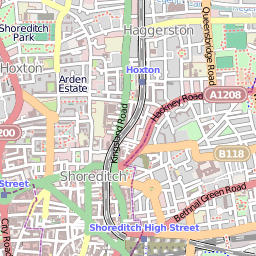 Shoreditch
Park
Haggerston
Queensbridge Road
Hoxton
Hoxton
Arden
Estate
A1208
Hackney Road
Kingsland Road
200
B118
Street
Shoreditch
Bethnal Green Road
City Road
Shoreditch High Street